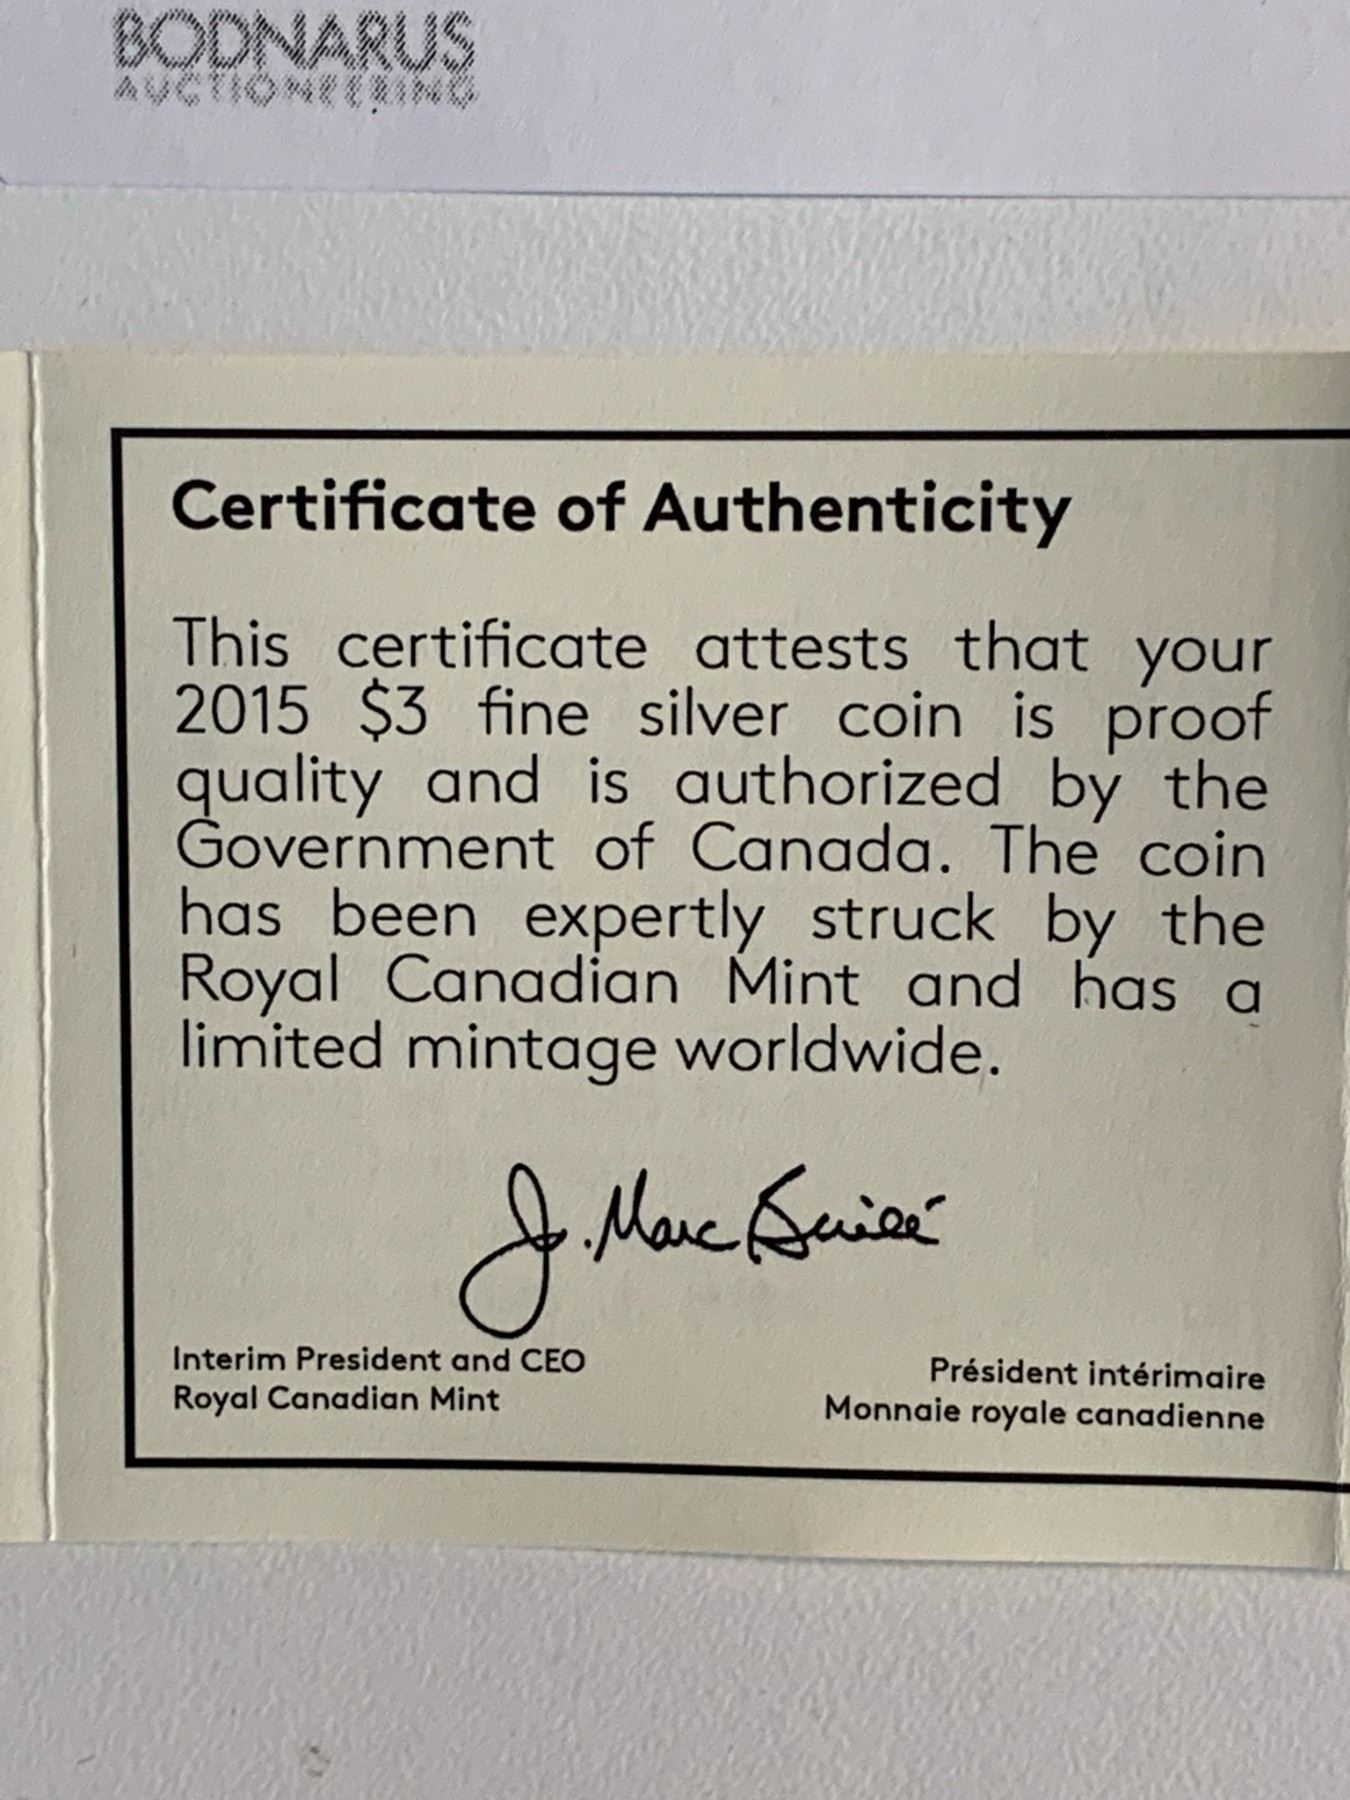 BODNARUS
AUCTIONEERING
Certificate of Authenticity
This certificate attests that your
2015 $3 fine silver coin is proof
quality and is authorized by the
Government of Canada. The coin
has been expertly struck by the
Royal Canadian Mint and has a
limited mintage worldwide.
J. Marc Brûlé
Interim President and CEO
Royal Canadian Mint
Président intérimaire
Monnaie royale canadienne